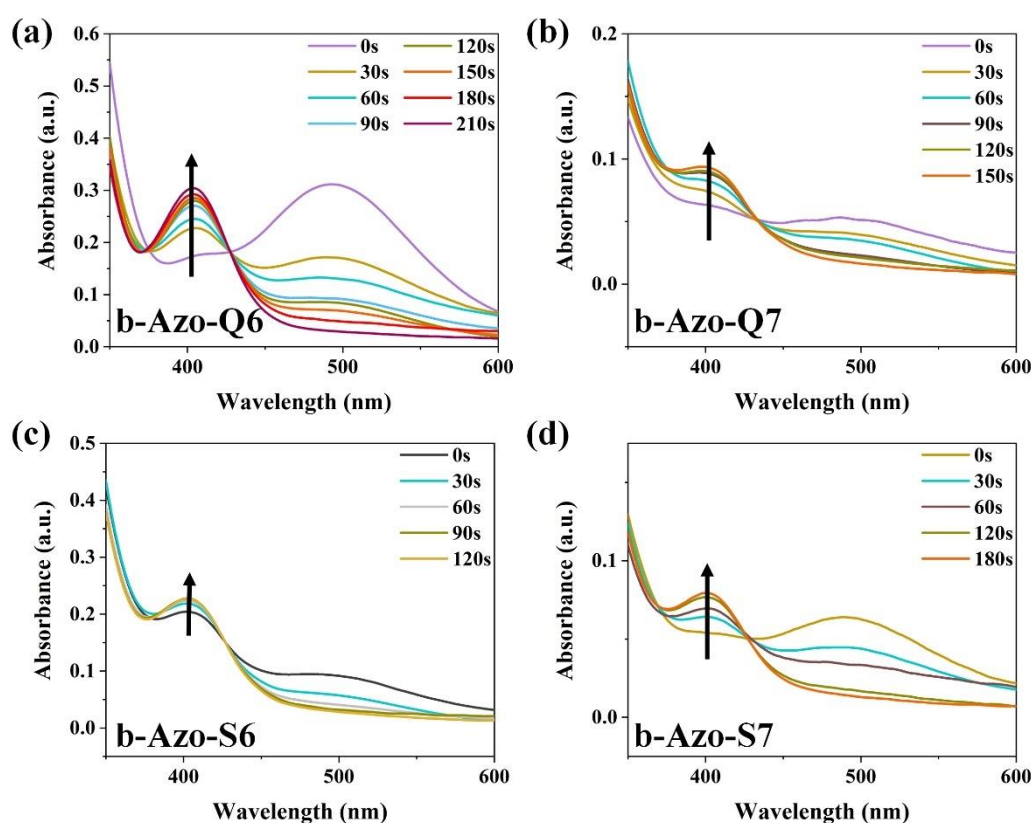 (a)
0.6
0.5
0.4
0.3
0.2
0.1
0.0
Absorbance (a.u.)
0s 120s
30s 150s
60s 180s
90s 210s
b-Azo-Q6
400 500 600
Wavelength (nm)
(b)
0.2
0.1
0.0
Absorbance (a.u.)
0s
30s
60s
90s
120s
150s
b-Azo-Q7
400 500 600
Wavelength (nm)
(c)
0.5
0.4
0.3
0.2
0.1
0.0
Absorbance (a.u.)
0s
30s
60s
90s
120s
b-Azo-S6
400 500 600
Wavelength (nm)
(d)
0.1
0.0
Absorbance (a.u.)
0s
30s
60s
120s
180s
b-Azo-S7
400 500 600
Wavelength (nm)